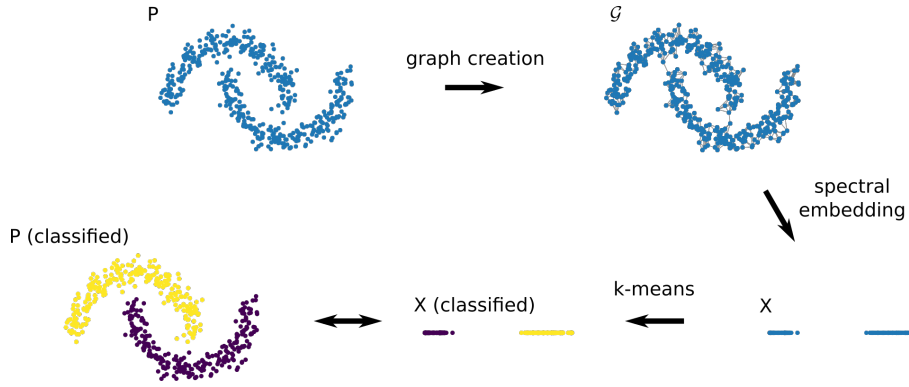 P
𝒢
graph creation
spectral
embedding
P (classified)
X (classified)
k-means
X